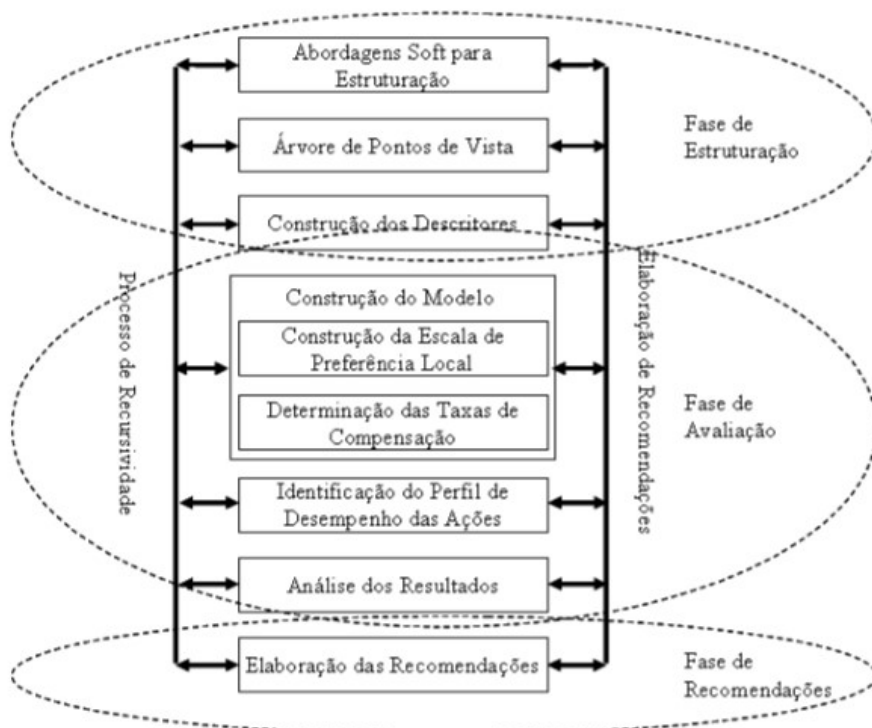 Abordagens Soft para
Estruturação
Árvore de Pontos de Vista
Fase de
Estruturação
Construção dos Descritores
Processo de Recursividade
Elaboração de Recomendações
Construção do Modelo
Construção da Escala de
Preferência Local
Determinação das Taxas de
Compensação
Fase de
Avaliação
Identificação do Perfil de
Desempenho das Ações
Análise dos Resultados
Elaboração das Recomendações
Fase de
Recomendações